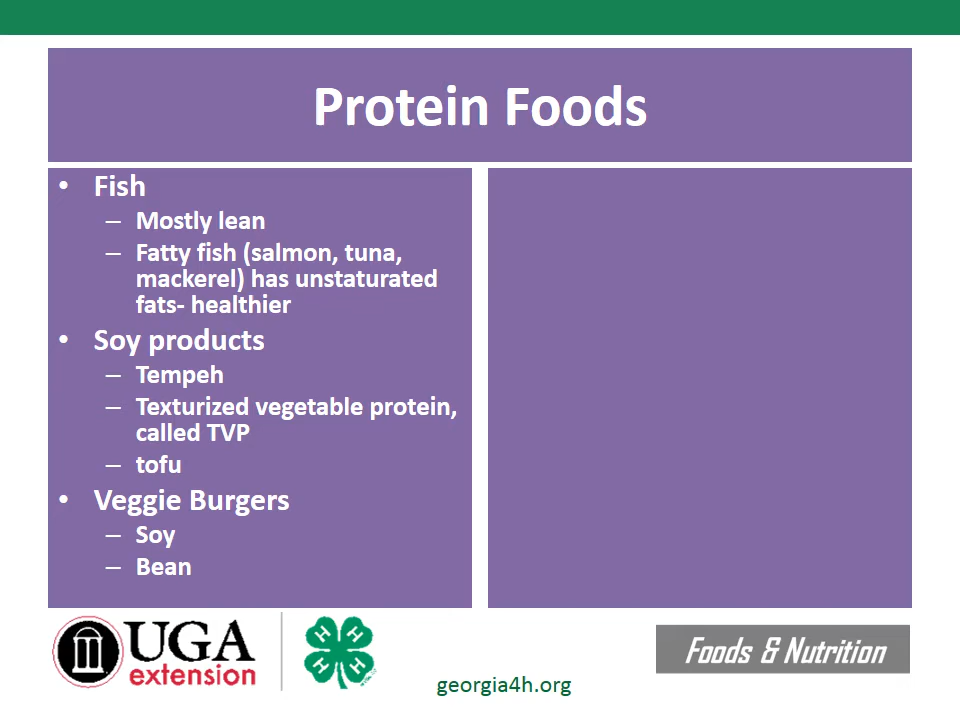 Protein Foods
• Fish
– Mostly lean
– Fatty fish (salmon, tuna,
mackerel) has unstaturated
fats- healthier
• Soy products
– Tempeh
– Texturized vegetable protein,
called TVP
– tofu
• Veggie Burgers
– Soy
– Bean
UGA
extension
H H
H H
georgia4h.org
Foods & Nutrition